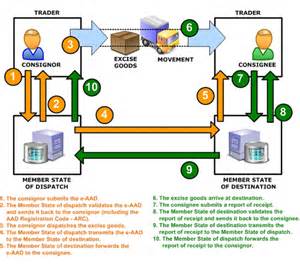 TRADER
TRADER
3
6
CONSIGNOR
EXCISE
GOODS
MOVEMENT
CONSIGNEE
1
2
10
5
7
4
8
9
MEMBER STATE
OF DISPATCH
MEMBER STATE
OF DESTINATION
1. The consignor submits the e-AAD.
2. The Member State of dispatch validates the e-AAD
and sends it back to the consignor (including the
AAD Registration Code - ARC).
3. The consignor dispatches the excise goods.
4. The Member State of dispatch transmits the e-AAD
to the Member State of destination.
5. The Member State of destination forwards the
e-AAD to the consignee.
6. The excise goods arrive at destination.
7. The consignee submits a report of receipt.
8. The Member State of destination validates the
report of receipt and sends it back to the consignee.
9. The Member State of destination transmits the
report of receipt to the Member State of dispatch.
10. The Member State of dispatch forwards the
report of receipt to the consignor.